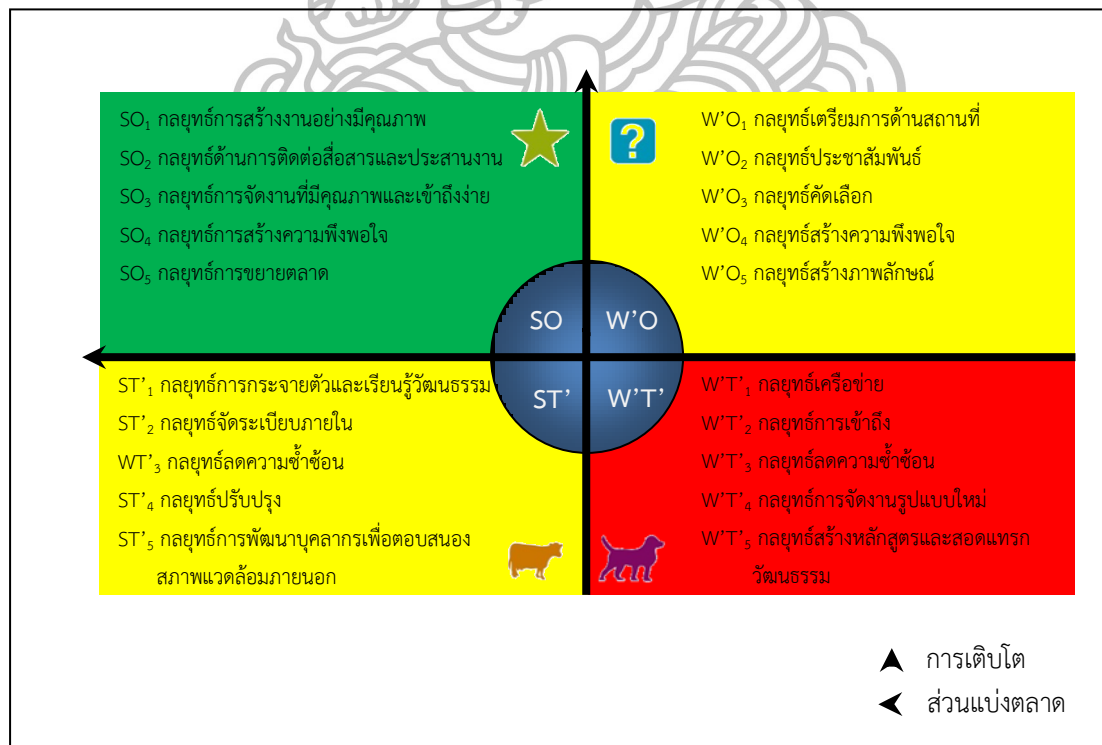 SO₁ กลยุทธ์การสร้างงานอย่างมีคุณภาพ
SO₂ กลยุทธ์ด้านการติดต่อสื่อสารและประสานงาน
SO₃ กลยุทธ์การจัดงานที่มีคุณภาพและเข้าถึงง่าย
SO₄ กลยุทธ์การสร้างความพึงพอใจ
SO₅ กลยุทธ์การขยายตลาด
?
W'O₁ กลยุทธ์เตรียมการด้านสถานที่
W'O₂ กลยุทธ์ประชาสัมพันธ์
W'O₃ กลยุทธ์คัดเลือก
W'O₄ กลยุทธ์สร้างความพึงพอใจ
W'O₅ กลยุทธ์สร้างภาพลักษณ์
SO W'O
ST' W'T'
ST'₁ กลยุทธ์การกระจายตัวและเรียนรู้วัฒนธรรม
ST'₂ กลยุทธ์จัดระเบียบภายใน
WT'₃ กลยุทธ์ลดความซ้ำซ้อน
ST'₄ กลยุทธ์ปรับปรุง
ST'₅ กลยุทธ์การพัฒนาบุคลากรเพื่อตอบสนอง
สภาพแวดล้อมภายนอก
W'T'₁ กลยุทธ์เครือข่าย
W'T'₂ กลยุทธ์การเข้าถึง
W'T'₃ กลยุทธ์ลดความซ้ำซ้อน
W'T'₄ กลยุทธ์การจัดงานรูปแบบใหม่
W'T'₅ กลยุทธ์สร้างหลักสูตรและสอดแทรก
วัฒนธรรม
การเติบโต
ส่วนแบ่งตลาด